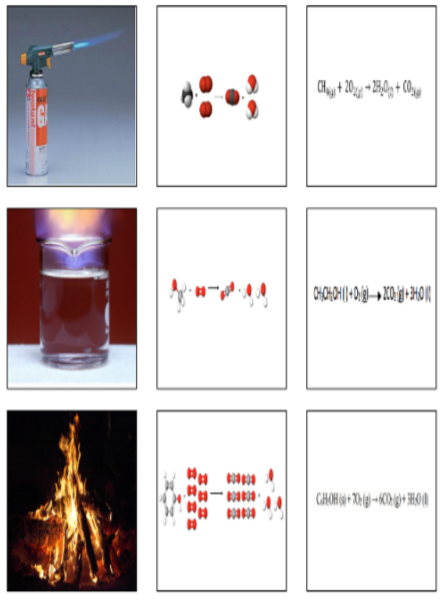 CH₄(g) + 2O₂(g) → 2H₂O(l) + CO₂(g)
CH₃CH₂OH (l) + O₂ (g) → 2CO₂ (g) + 3H₂O (l)
C₆H₅OH (s) + 7O₂ (g) → 6CO₂ (g) + 3H₂O (l)